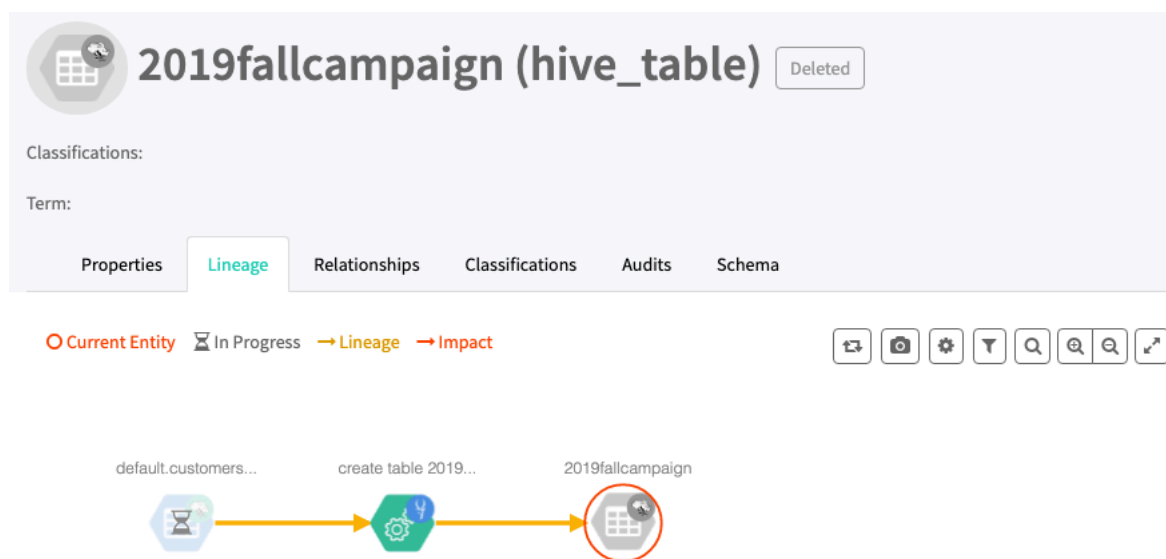 2019fallcampaign (hive_table) Deleted
Classifications:
Term:
Properties Lineage Relationships Classifications Audits Schema
Current Entity In Progress Lineage Impact
default.customers... create table 2019... 2019fallcampaign